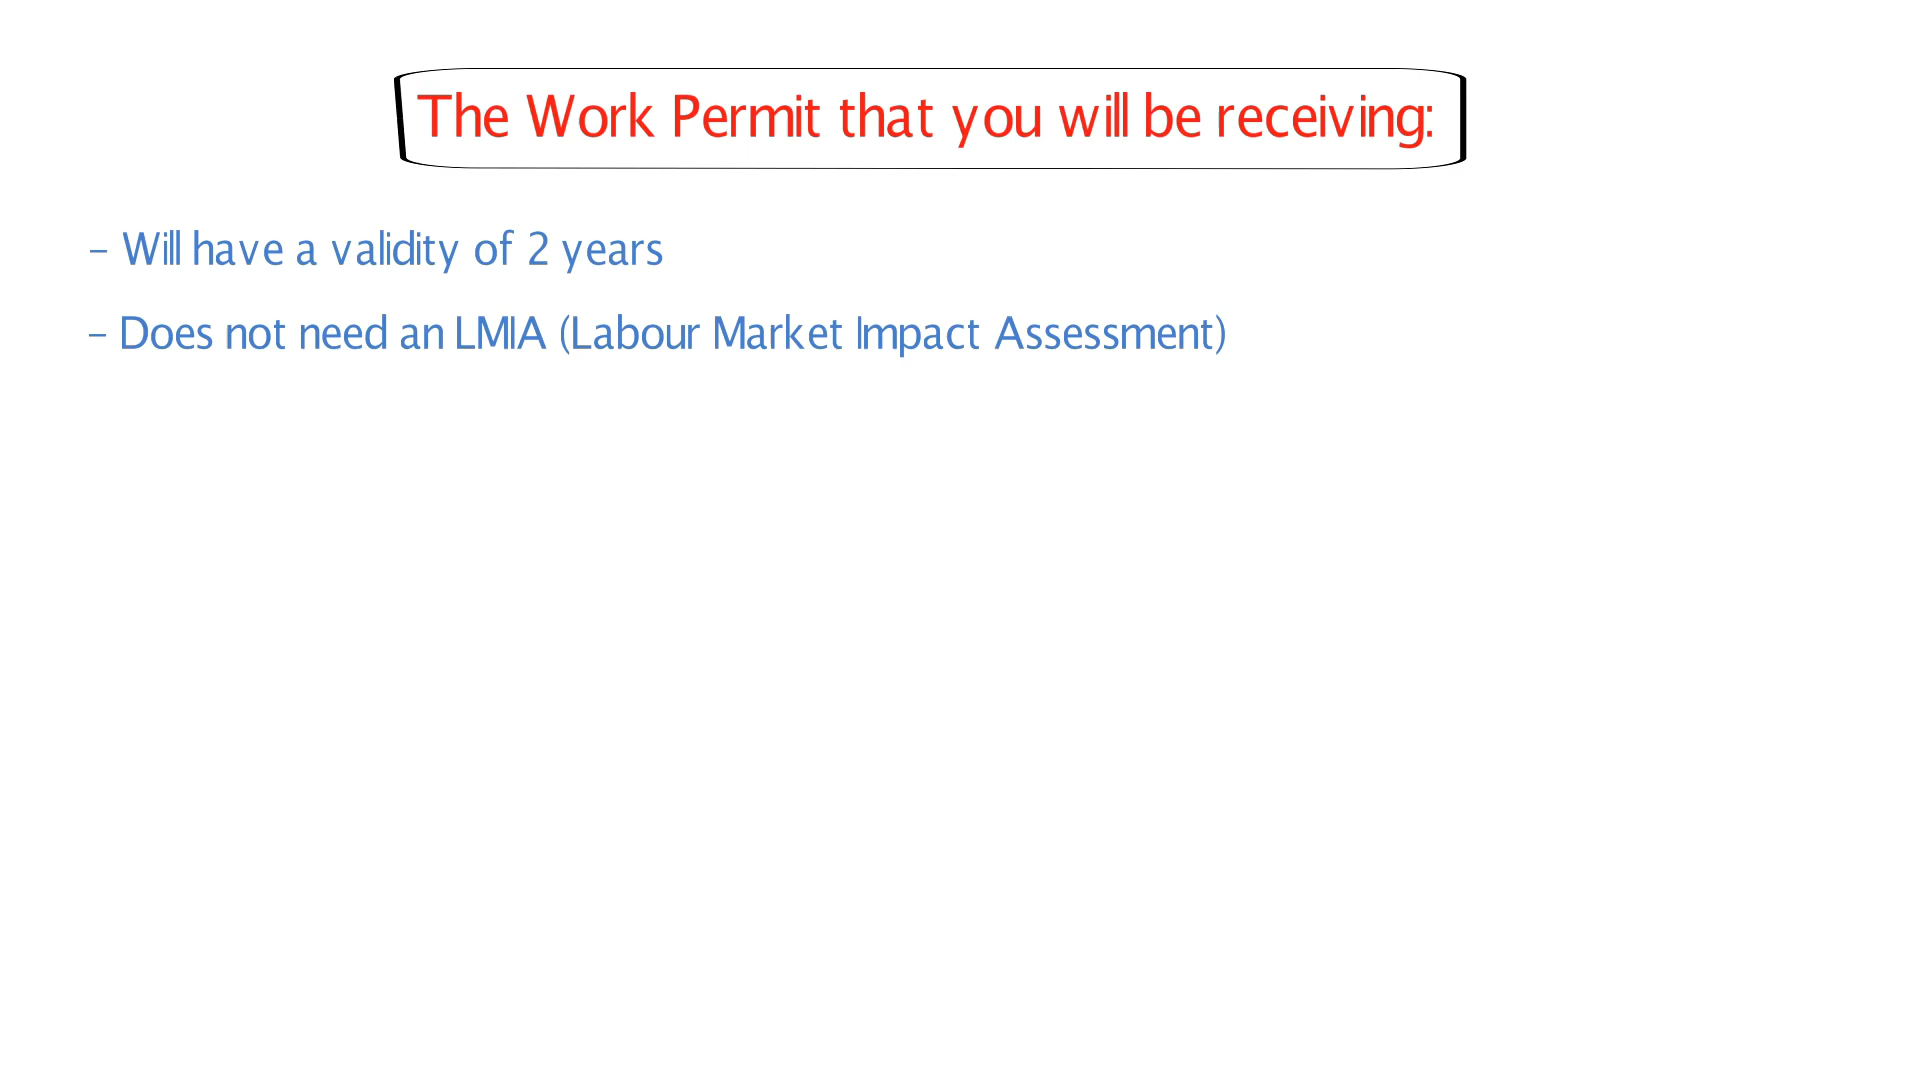 The Work Permit that you will be receiving:
- Will have a validity of 2 years
- Does not need an LMIA (Labour Market Impact Assessment)